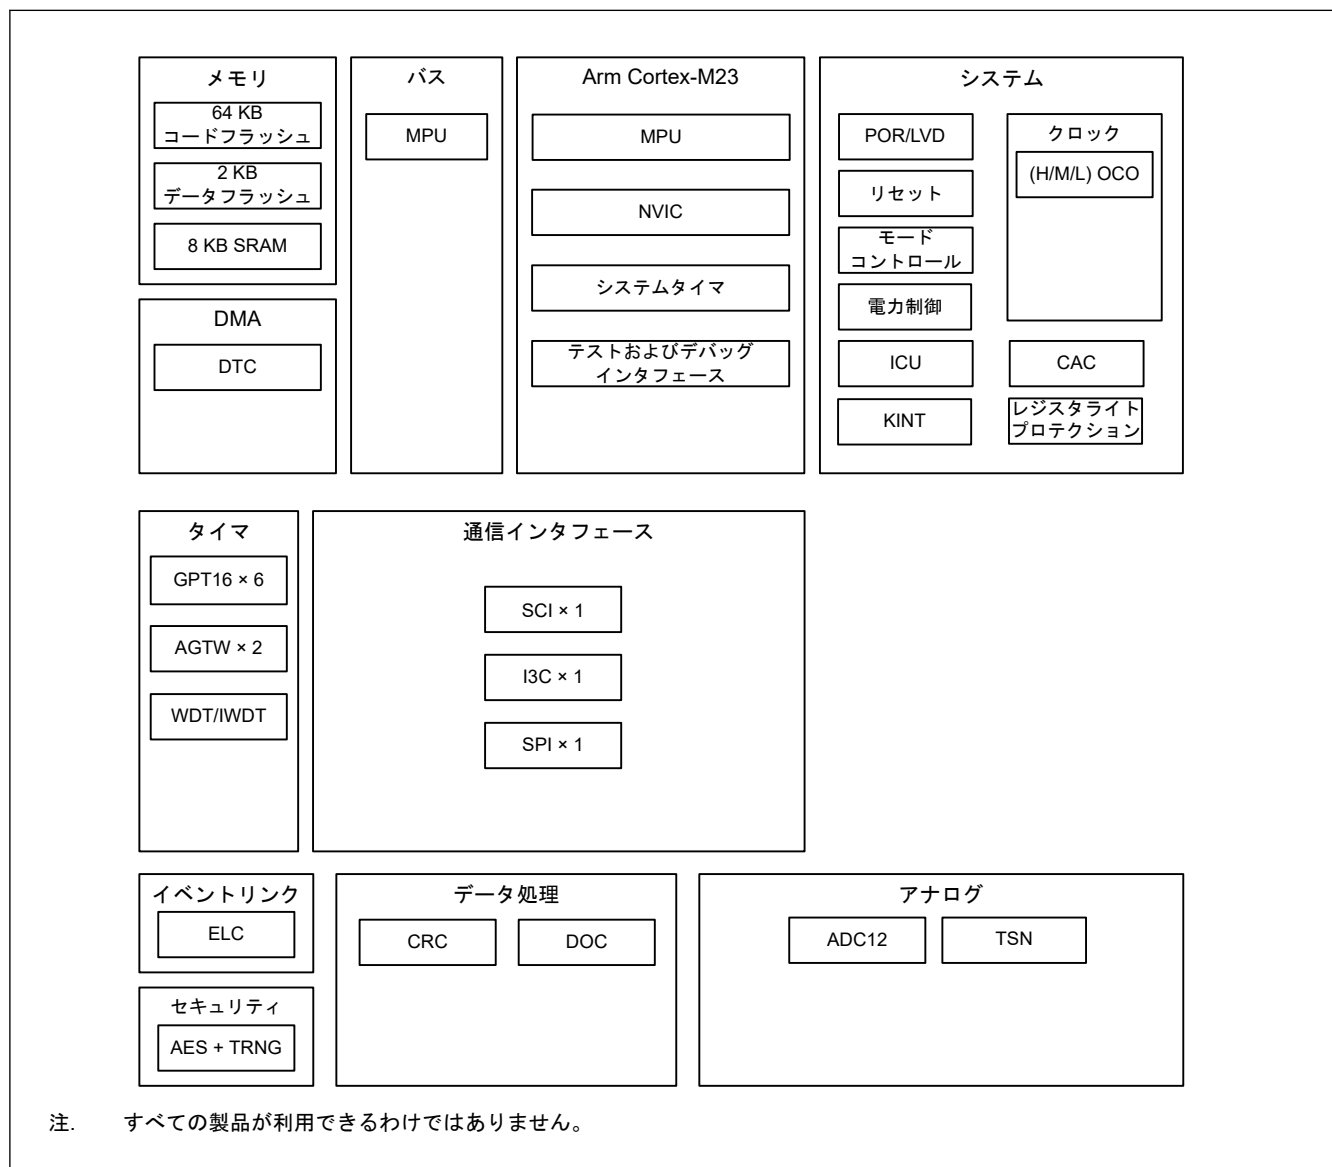 メモリ
64 KB
コードフラッシュ
2 KB
データフラッシュ
8 KB SRAM
DMA
DTC
バス
MPU
Arm Cortex-M23
MPU
NVIC
システムタイマ
テストおよびデバッグ
インタフェース
システム
POR/LVD
リセット
モード
コントロール
電力制御
ICU
KINT
クロック
(H/M/L) OCO
CAC
レジスタライト
プロテクション
タイマ
GPT16 × 6
AGTW × 2
WDT/IWDT
通信インタフェース
SCI × 1
I3C × 1
SPI × 1
イベントリンク
ELC
セキュリティ
AES + TRNG
データ処理
CRC
DOC
アナログ
ADC12
TSN
注. すべての製品が利用できるわけではありません。